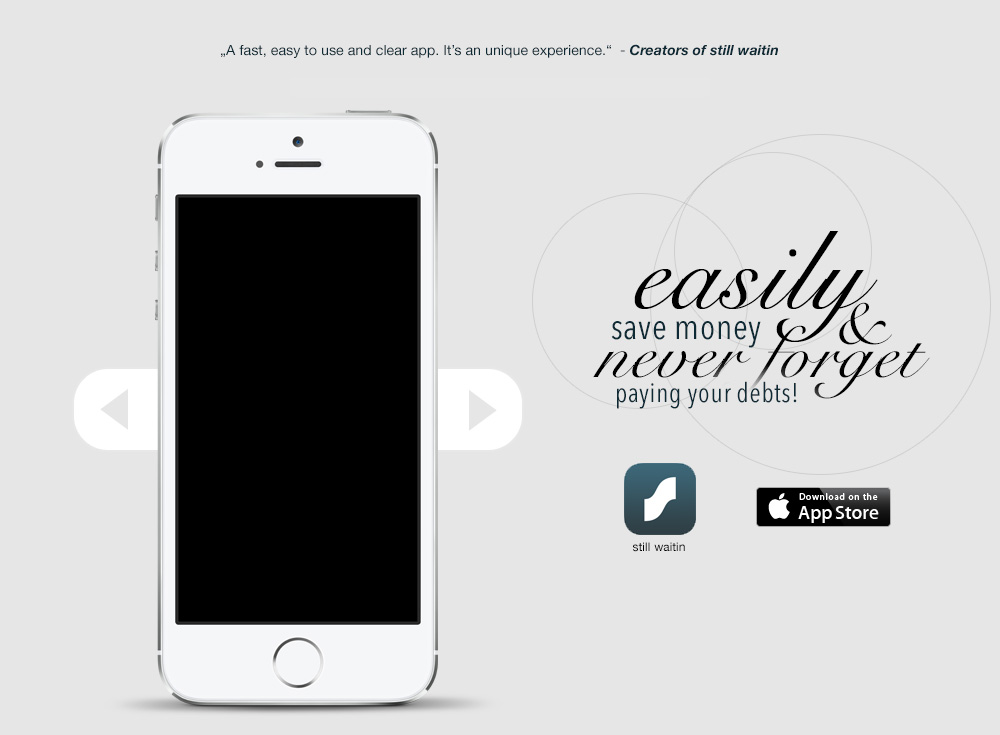 „A fast, easy to use and clear app. It’s an unique experience.“ - Creators of still waitin
easily
save money &
never forget
paying your debts!
still waitin
Download on the
App Store